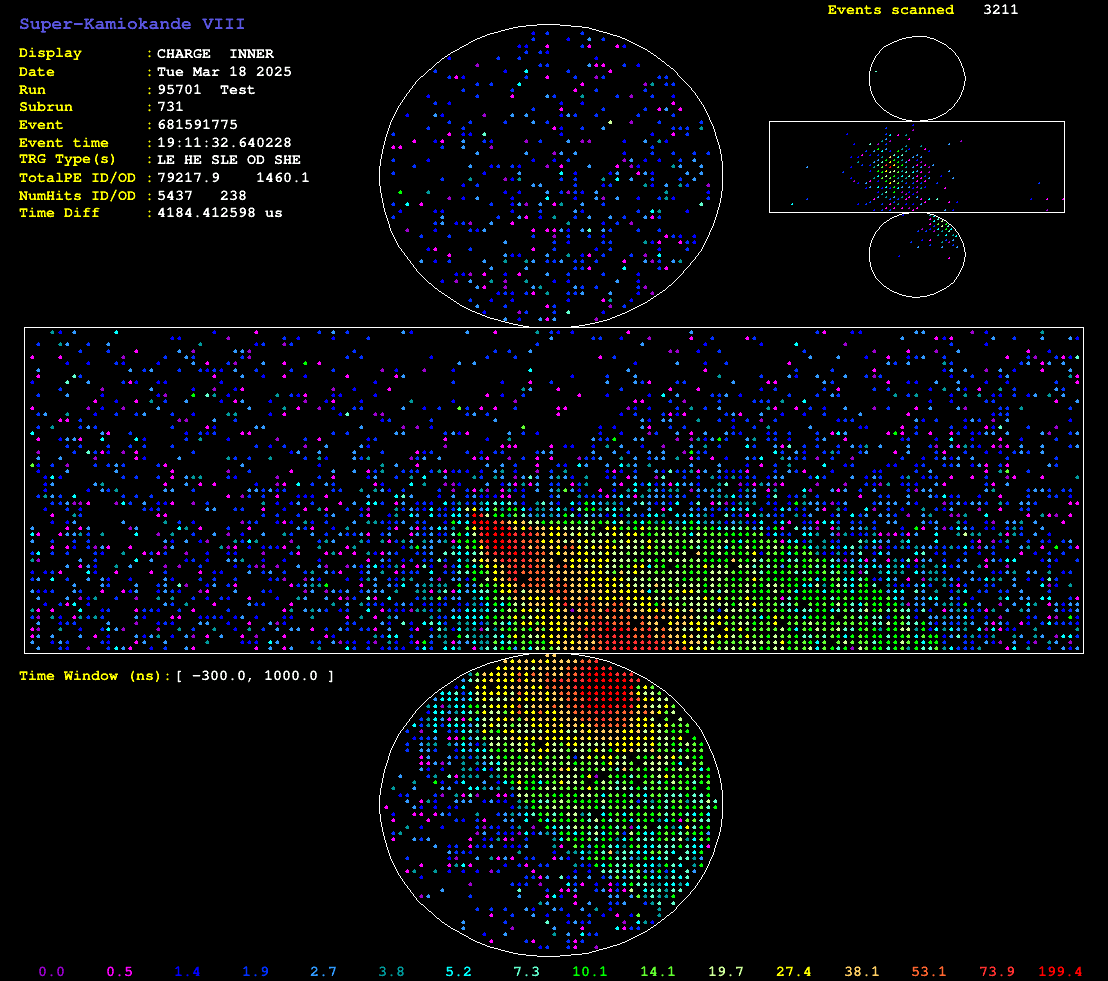 Super-Kamiokande VIII
Events scanned 3211
Display : CHARGE INNER
Date : Tue Mar 18 2025
Run : 95701 Test
Subrun : 731
Event : 681591775
Event time : 19:11:32.640228
TRG Type(s) : LE HE SLE OD SHE
TotalPE ID/OD : 79217.9 1460.1
NumHits ID/OD : 5437 238
Time Diff : 4184.412598 us
Time Window (ns): [ -300.0, 1000.0 ]
0.0 0.5 1.4 1.9 2.7 3.8 5.2 7.3 10.1 14.1 19.7 27.4 38.1 53.1 73.9 199.4